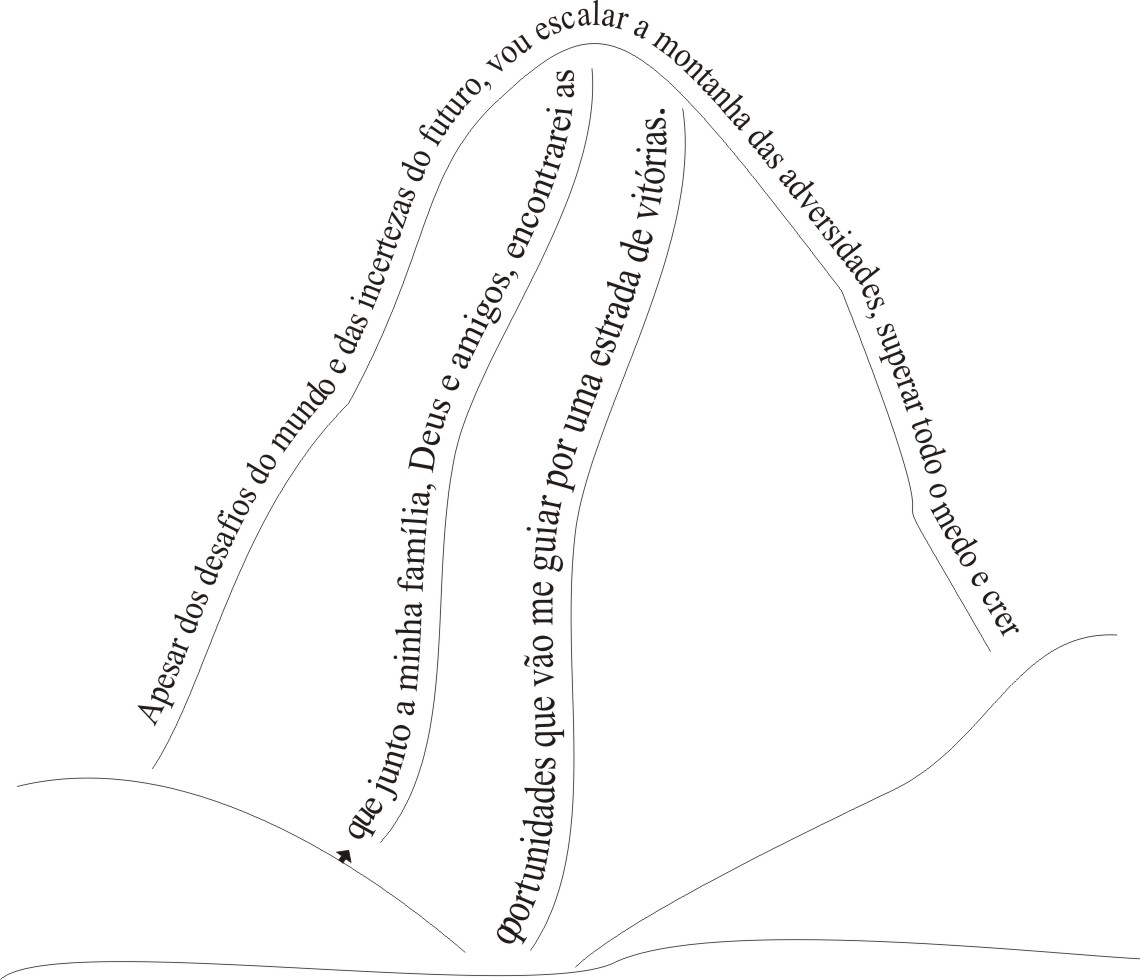 Apesar dos desafios do mundo e das incertezas do futuro, vou escalar a montanha das adversidades, superar todo o medo e crer
que junto a minha família, Deus e amigos, encontrarei as
oportunidades que vão me guiar por uma estrada de vitórias.